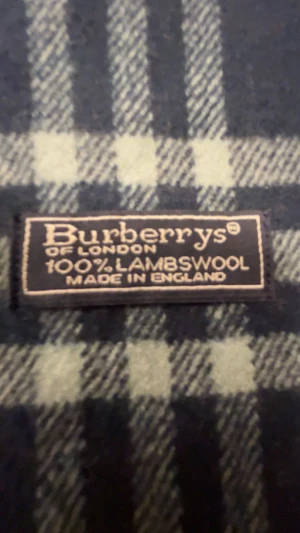 Burberrys®
OF LONDON
100% LAMBSWOOL
MADE IN ENGLAND